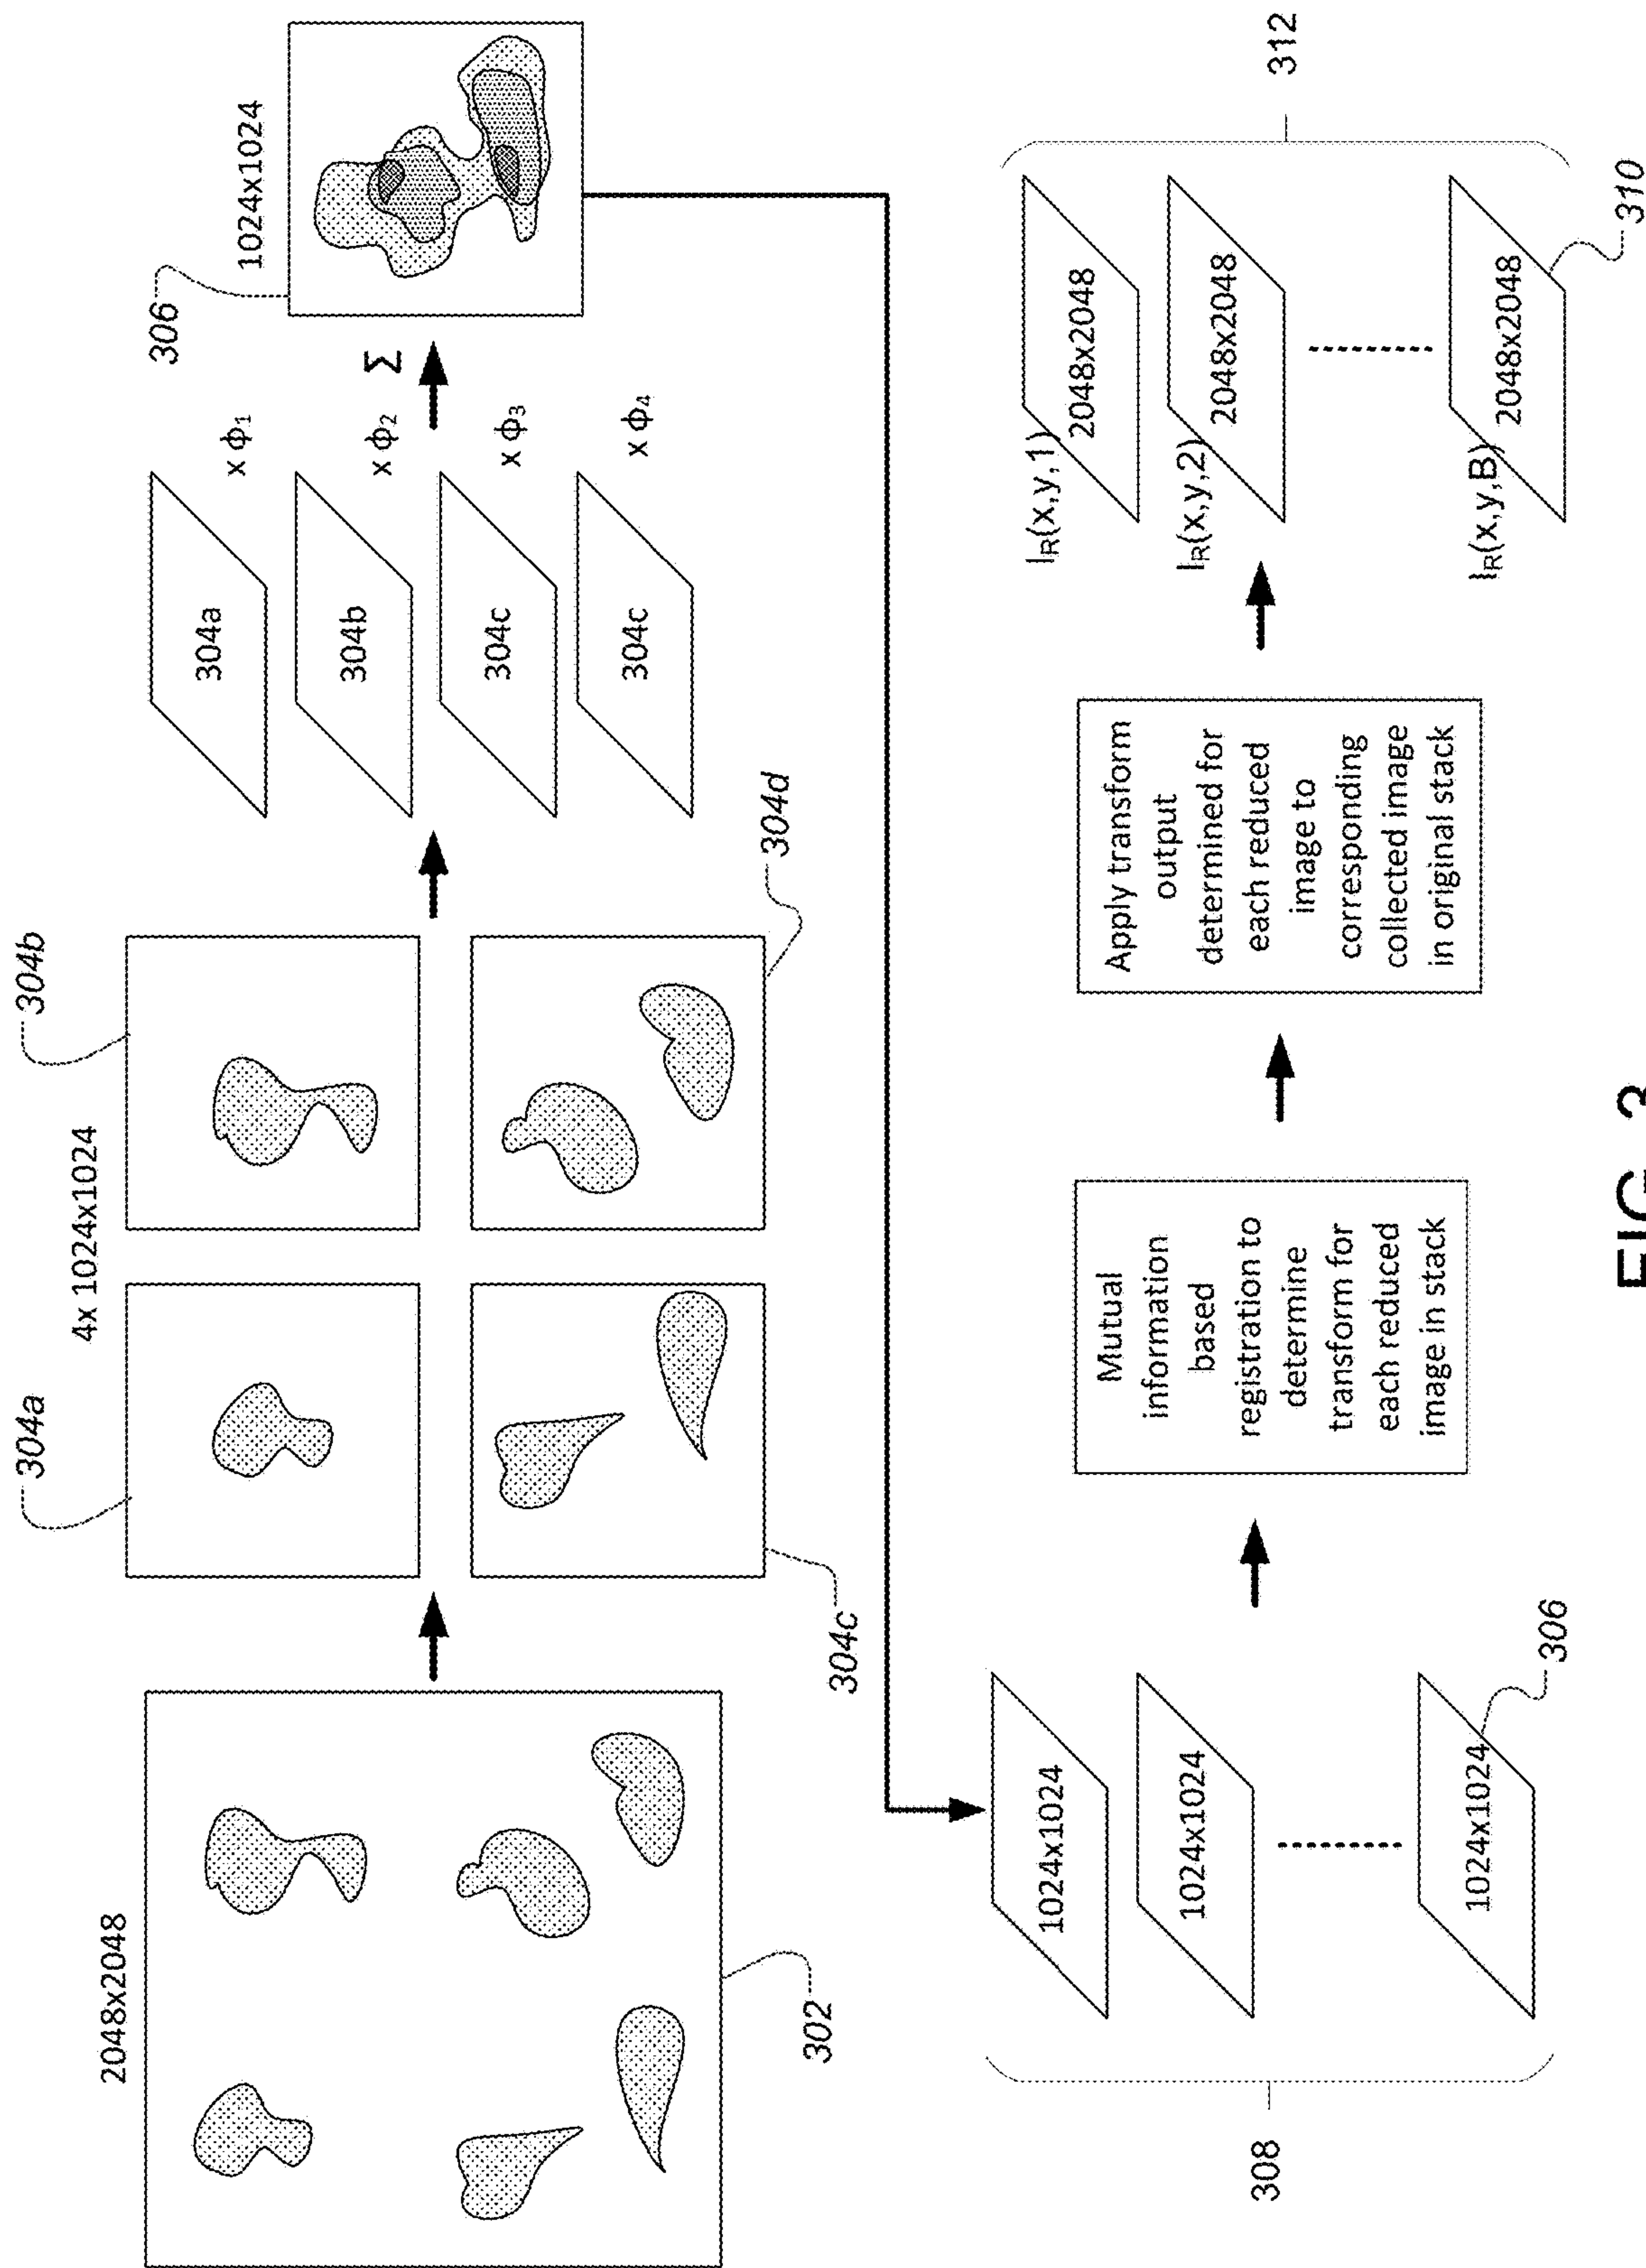 2048x2048
302
4x 1024x1024
304a
304b
304c
304d
304a
x ϕ1
304b
x ϕ2
304c
x ϕ3
304c
x ϕ4
Σ
306
1024x1024
308
1024x1024
1024x1024
1024x1024
306
Mutual
information
based
registration to
determine
transform for
each reduced
image in stack
Apply transform
output
determined for
each reduced
image to
corresponding
collected image
in original stack
IR(x,y,1)
2048x2048
IR(x,y,2)
2048x2048
IR(x,y,B)
2048x2048
310
312
FIG. 3